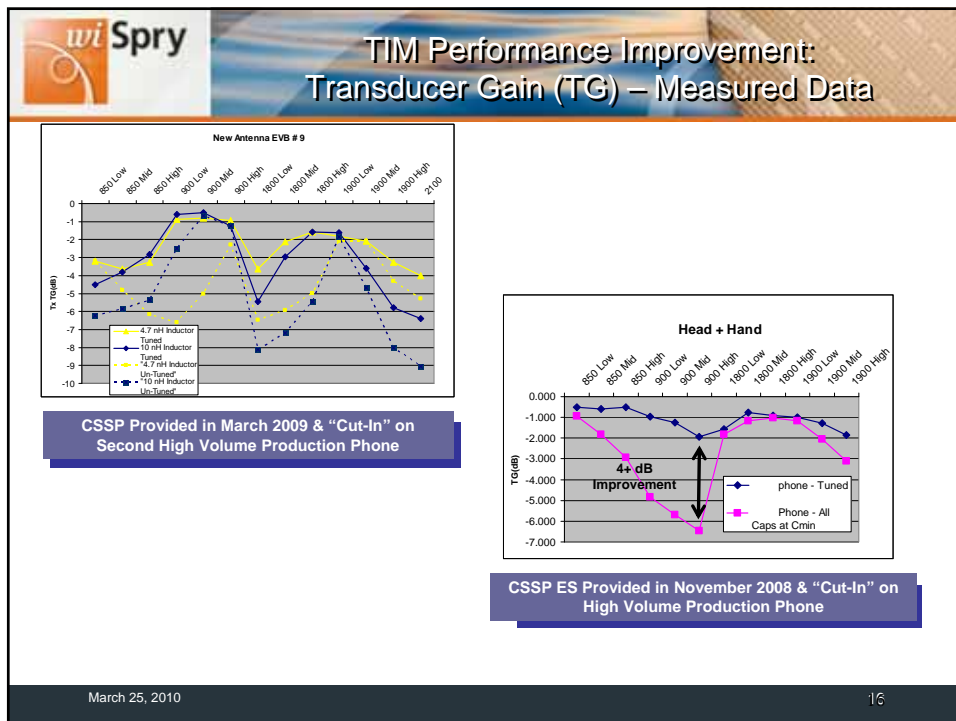 wiSpry
TIM Performance Improvement:
Transducer Gain (TG) – Measured Data
New Antenna EVB # 9
850 Low
850 Mid
850 High
900 Low
900 Mid
900 High
1800 Low
1800 Mid
1800 High
1900 Low
1900 Mid
1900 High
2100
0
-1
-2
-3
-4
-5
-6
-7
-8
-9
-10
Tx TG(dB)
4.7 nH Inductor
Tuned
10 nH Inductor
Tuned
"4.7 nH Inductor
Un-Tuned"
"10 nH Inductor
Un-Tuned"
CSSP Provided in March 2009 & “Cut-In” on
Second High Volume Production Phone
Head + Hand
850 Low
850 Mid
850 High
900 Low
900 Mid
900 High
1800 Low
1800 Mid
1800 High
1900 Low
1900 Mid
1900 High
0.000
-1.000
-2.000
-3.000
-4.000
-5.000
-6.000
-7.000
TG(dB)
4+ dB
Improvement
phone - Tuned
Phone - All
Caps at Cmin
CSSP ES Provided in November 2008 & “Cut-In” on
High Volume Production Phone
March 25, 2010
16